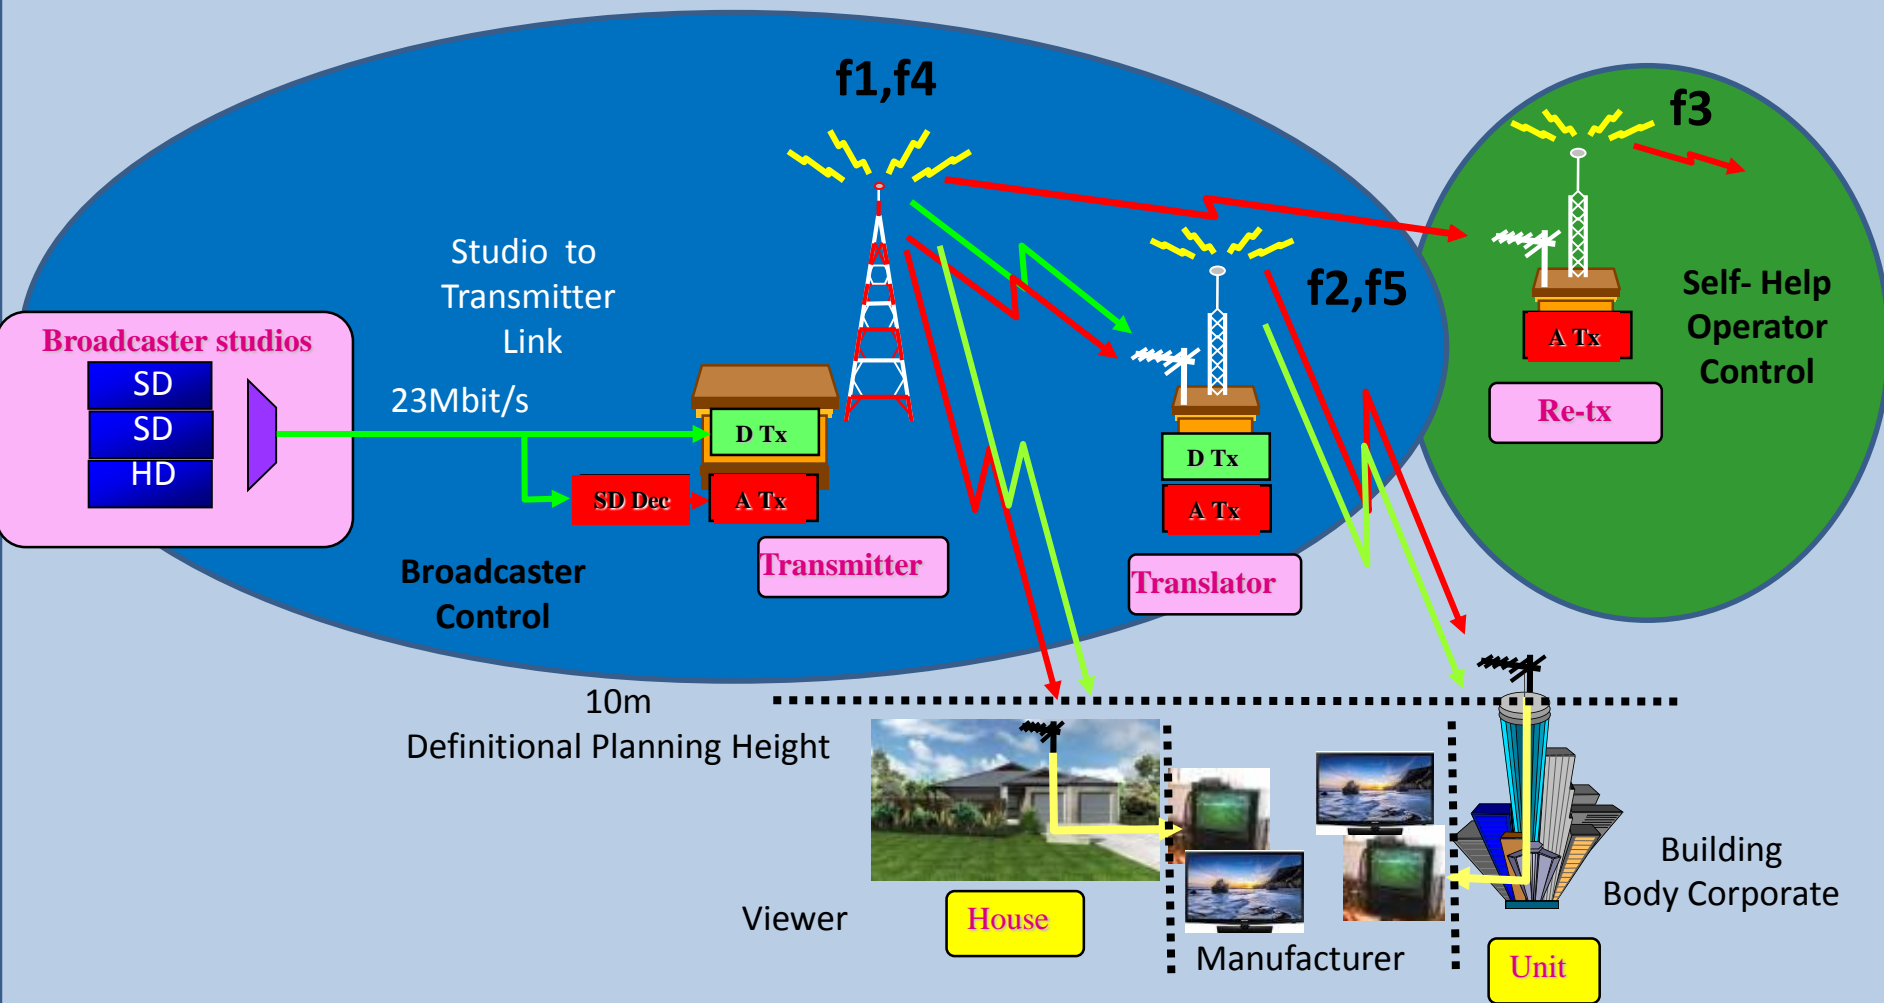 f1,f4
f3
Studio to
Transmitter
Link
f2,f5
Self- Help
Operator
Control
Broadcaster studios
SD
SD
HD
23Mbit/s
D Tx
SD Dec
A Tx
D Tx
A Tx
A Tx
Re-tx
Broadcaster
Control
Transmitter
Translator
10m
Definitional Planning Height
Viewer
House
Manufacturer
Building
Body Corporate
Unit